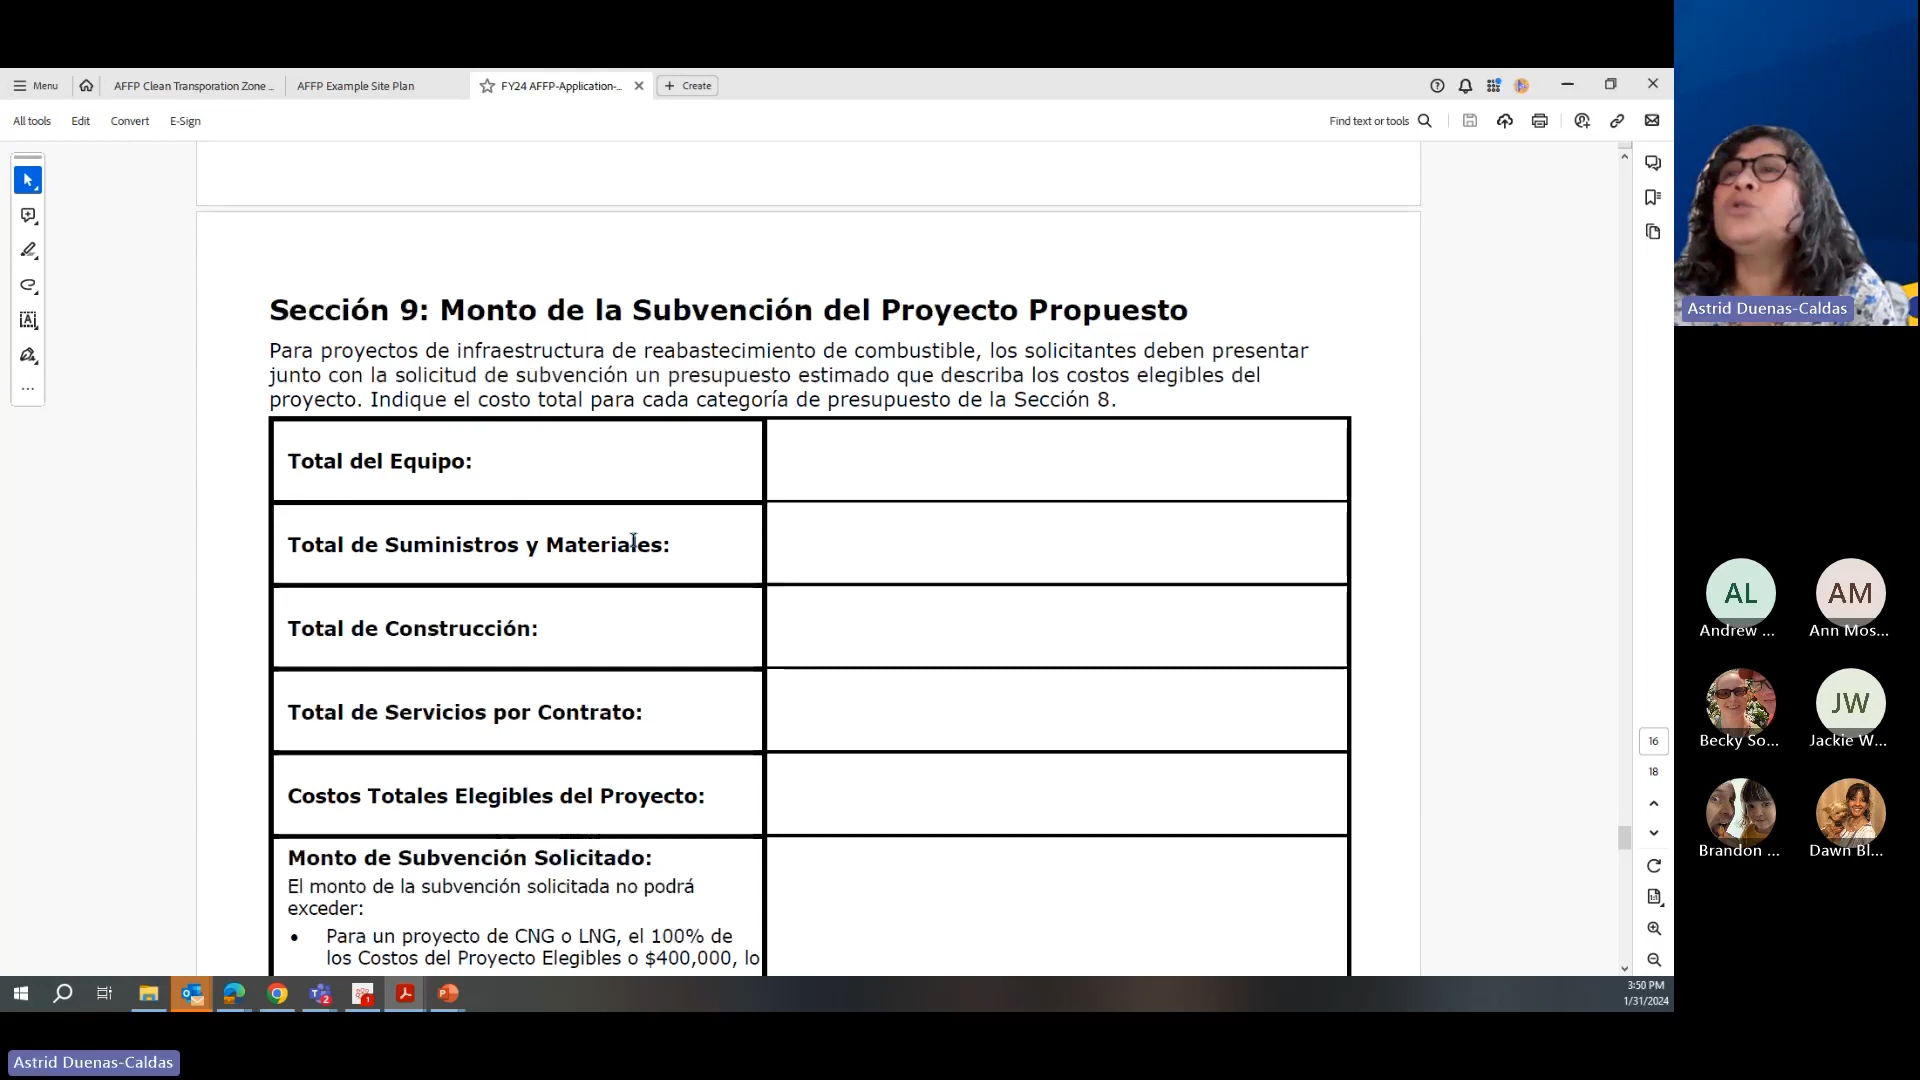 Menu
AFFP Clean Transporation Zone ...
AFFP Example Site Plan
FY24 AFFP-Application-...
Create
All tools
Edit
Convert
E-Sign
Find text or tools
Sección 9: Monto de la Subvención del Proyecto Propuesto
Para proyectos de infraestructura de reabastecimiento de combustible, los solicitantes deben presentar
junto con la solicitud de subvención un presupuesto estimado que describa los costos elegibles del
proyecto. Indique el costo total para cada categoría de presupuesto de la Sección 8.
Total del Equipo:
Total de Suministros y Materiales:
Total de Construcción:
Total de Servicios por Contrato:
Costos Totales Elegibles del Proyecto:
Monto de Subvención Solicitado:
El monto de la subvención solicitada no podrá
exceder:
• Para un proyecto de CNG o LNG, el 100% de
los Costos del Proyecto Elegibles o $400,000, lo
16
18
3:50 PM
1/31/2024
Astrid Duenas-Caldas
AL
Andrew ...
AM
Ann Mos...
Becky So...
JW
Jackie W...
Brandon ...
Dawn Bl...
Astrid Duenas-Caldas